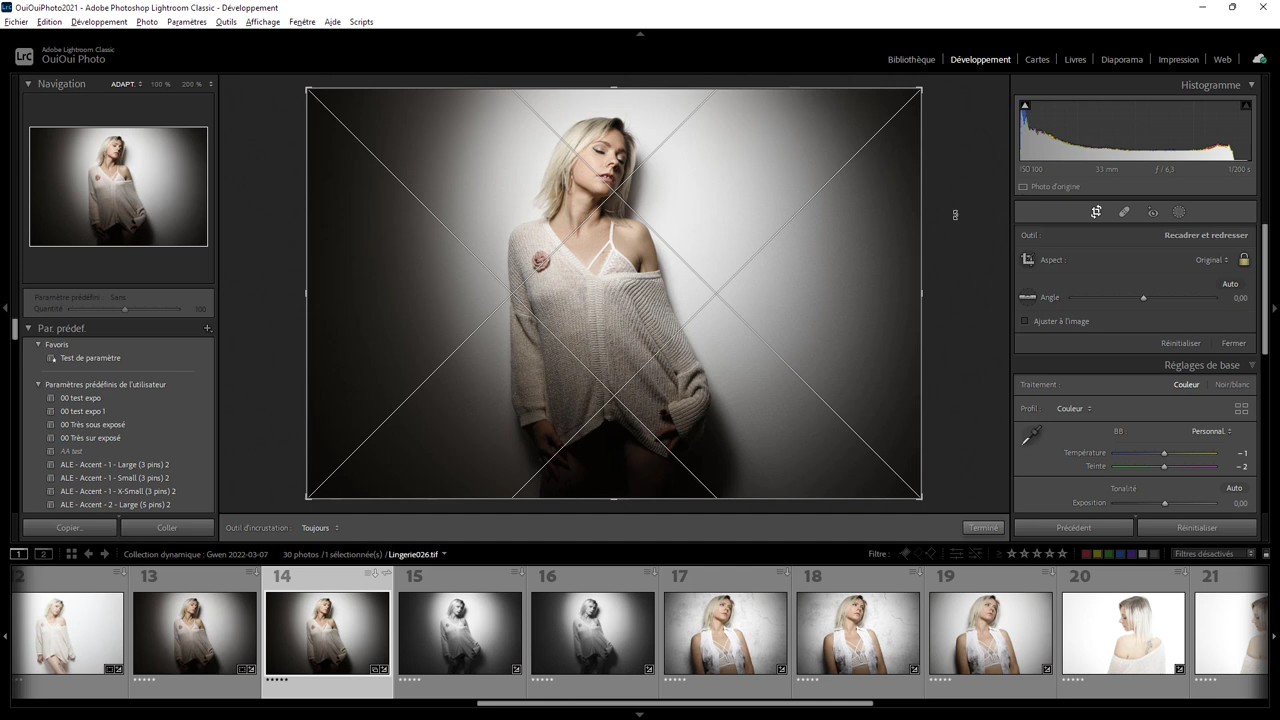 OuiOuiPhoto2021 - Adobe Photoshop Lightroom Classic - Développement
Fichier Edition Développement Photo Paramètres Outils Affichage Fenêtre Aide Scripts
Lrc
Adobe Lightroom Classic
OuiOui Photo
Bibliothèque Développement Cartes Livres Diaporama Impression Web
Navigation ADAPT. 100 % 200 %
Paramètre prédéfini : Sans
Quantité 100
Par. prédef.
Favoris
Test de paramètre
Paramètres prédéfinis de l'utilisateur
00 test expo
00 test expo 1
00 Très sous exposé
00 Très sur exposé
AA test
ALE - Accent - 1 - Large (3 pins) 2
ALE - Accent - 1 - Small (3 pins) 2
ALE - Accent - 1 - X-Small (3 pins) 2
ALE - Accent - 2 - Large (5 pins) 2
Copier... Coller
Outil d'incrustation : Toujours
Terminé
Histogramme
ISO 100 33 mm ƒ / 6,3 1/200 s
Photo d'origine
Outil : Recadrer et redresser
Aspect : Original
Auto
Angle 0,00
Ajuster à l'image
Réinitialiser Fermer
Réglages de base
Traitement : Couleur Noir/blanc
Profil : Couleur
BB : Personnal.
Température – 1
Teinte – 2
Tonalité Auto
Exposition 0,00
Précédent Réinitialiser
1 2 Collection dynamique : Gwen 2022-03-07 30 photos /1 sélectionnée(s) /Lingerie026.tif
Filtre : Filtres désactivés
2 13 14 15 16 17 18 19 20 21